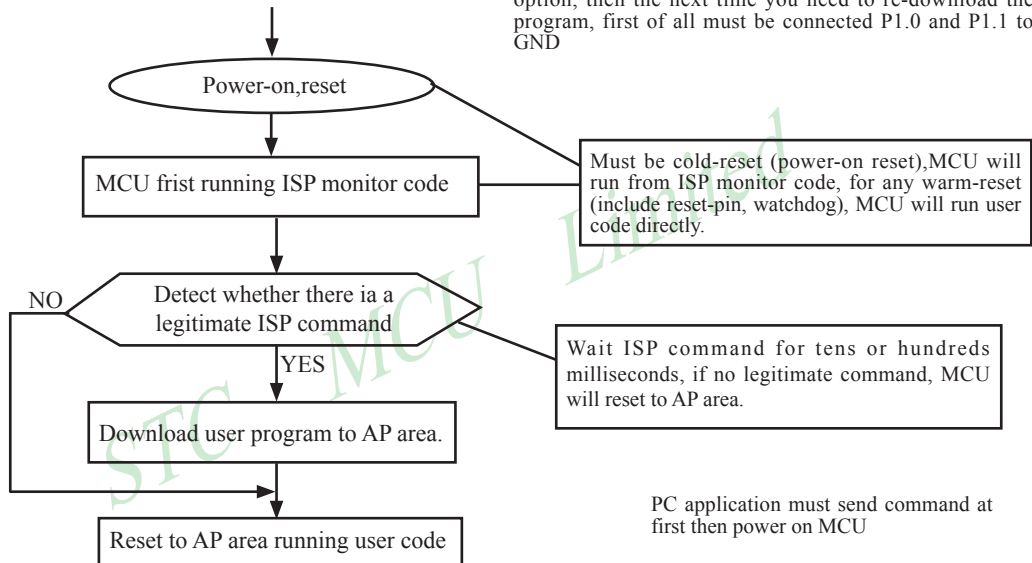 option, then the next time you need to re-download the
program, first of all must be connected P1.0 and P1.1 to
GND
Power-on,reset
MCU frist running ISP monitor code
Must be cold-reset (power-on reset),MCU will
run from ISP monitor code, for any warm-reset
(include reset-pin, watchdog), MCU will run user
code directly.
NO
Detect whether there ia a
legitimate ISP command
YES
Wait ISP command for tens or hundreds
milliseconds, if no legitimate command, MCU
will reset to AP area.
Download user program to AP area.
PC application must send command at
first then power on MCU
Reset to AP area running user code
STC MCU Limited